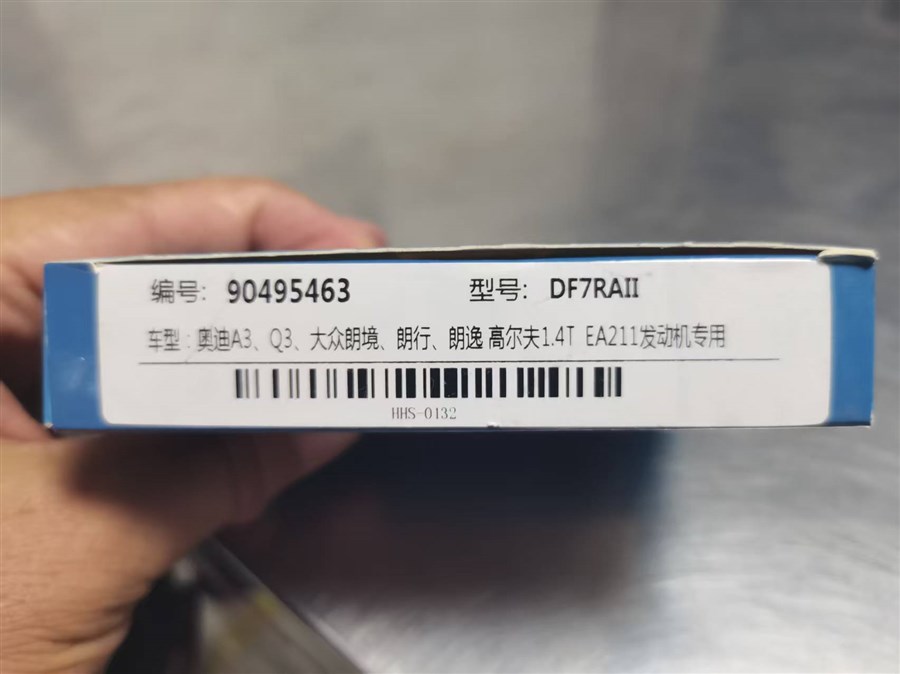 编号: 90495463 型号: DF7RAII
车型: 奥迪A3、Q3、大众朗境、朗行、朗逸 高尔夫1.4T EA211发动机专用
HHS-0132